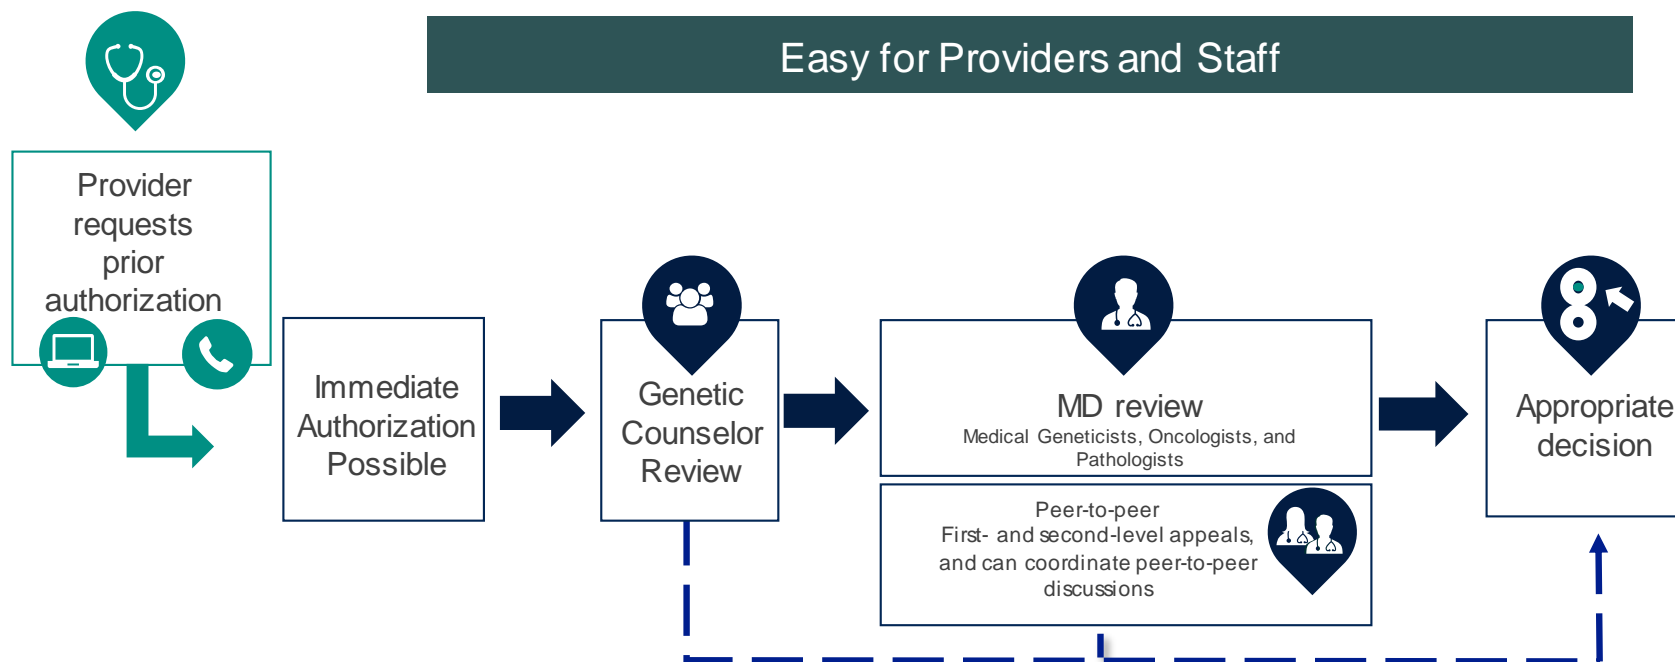 Easy for Providers and Staff
Provider
requests
prior
authorization
Immediate
Authorization
Possible
Genetic
Counselor
Review
MD review
Medical Geneticists, Oncologists, and
Pathologists
Peer-to-peer
First- and second-level appeals,
and can coordinate peer-to-peer
discussions
Appropriate
decision